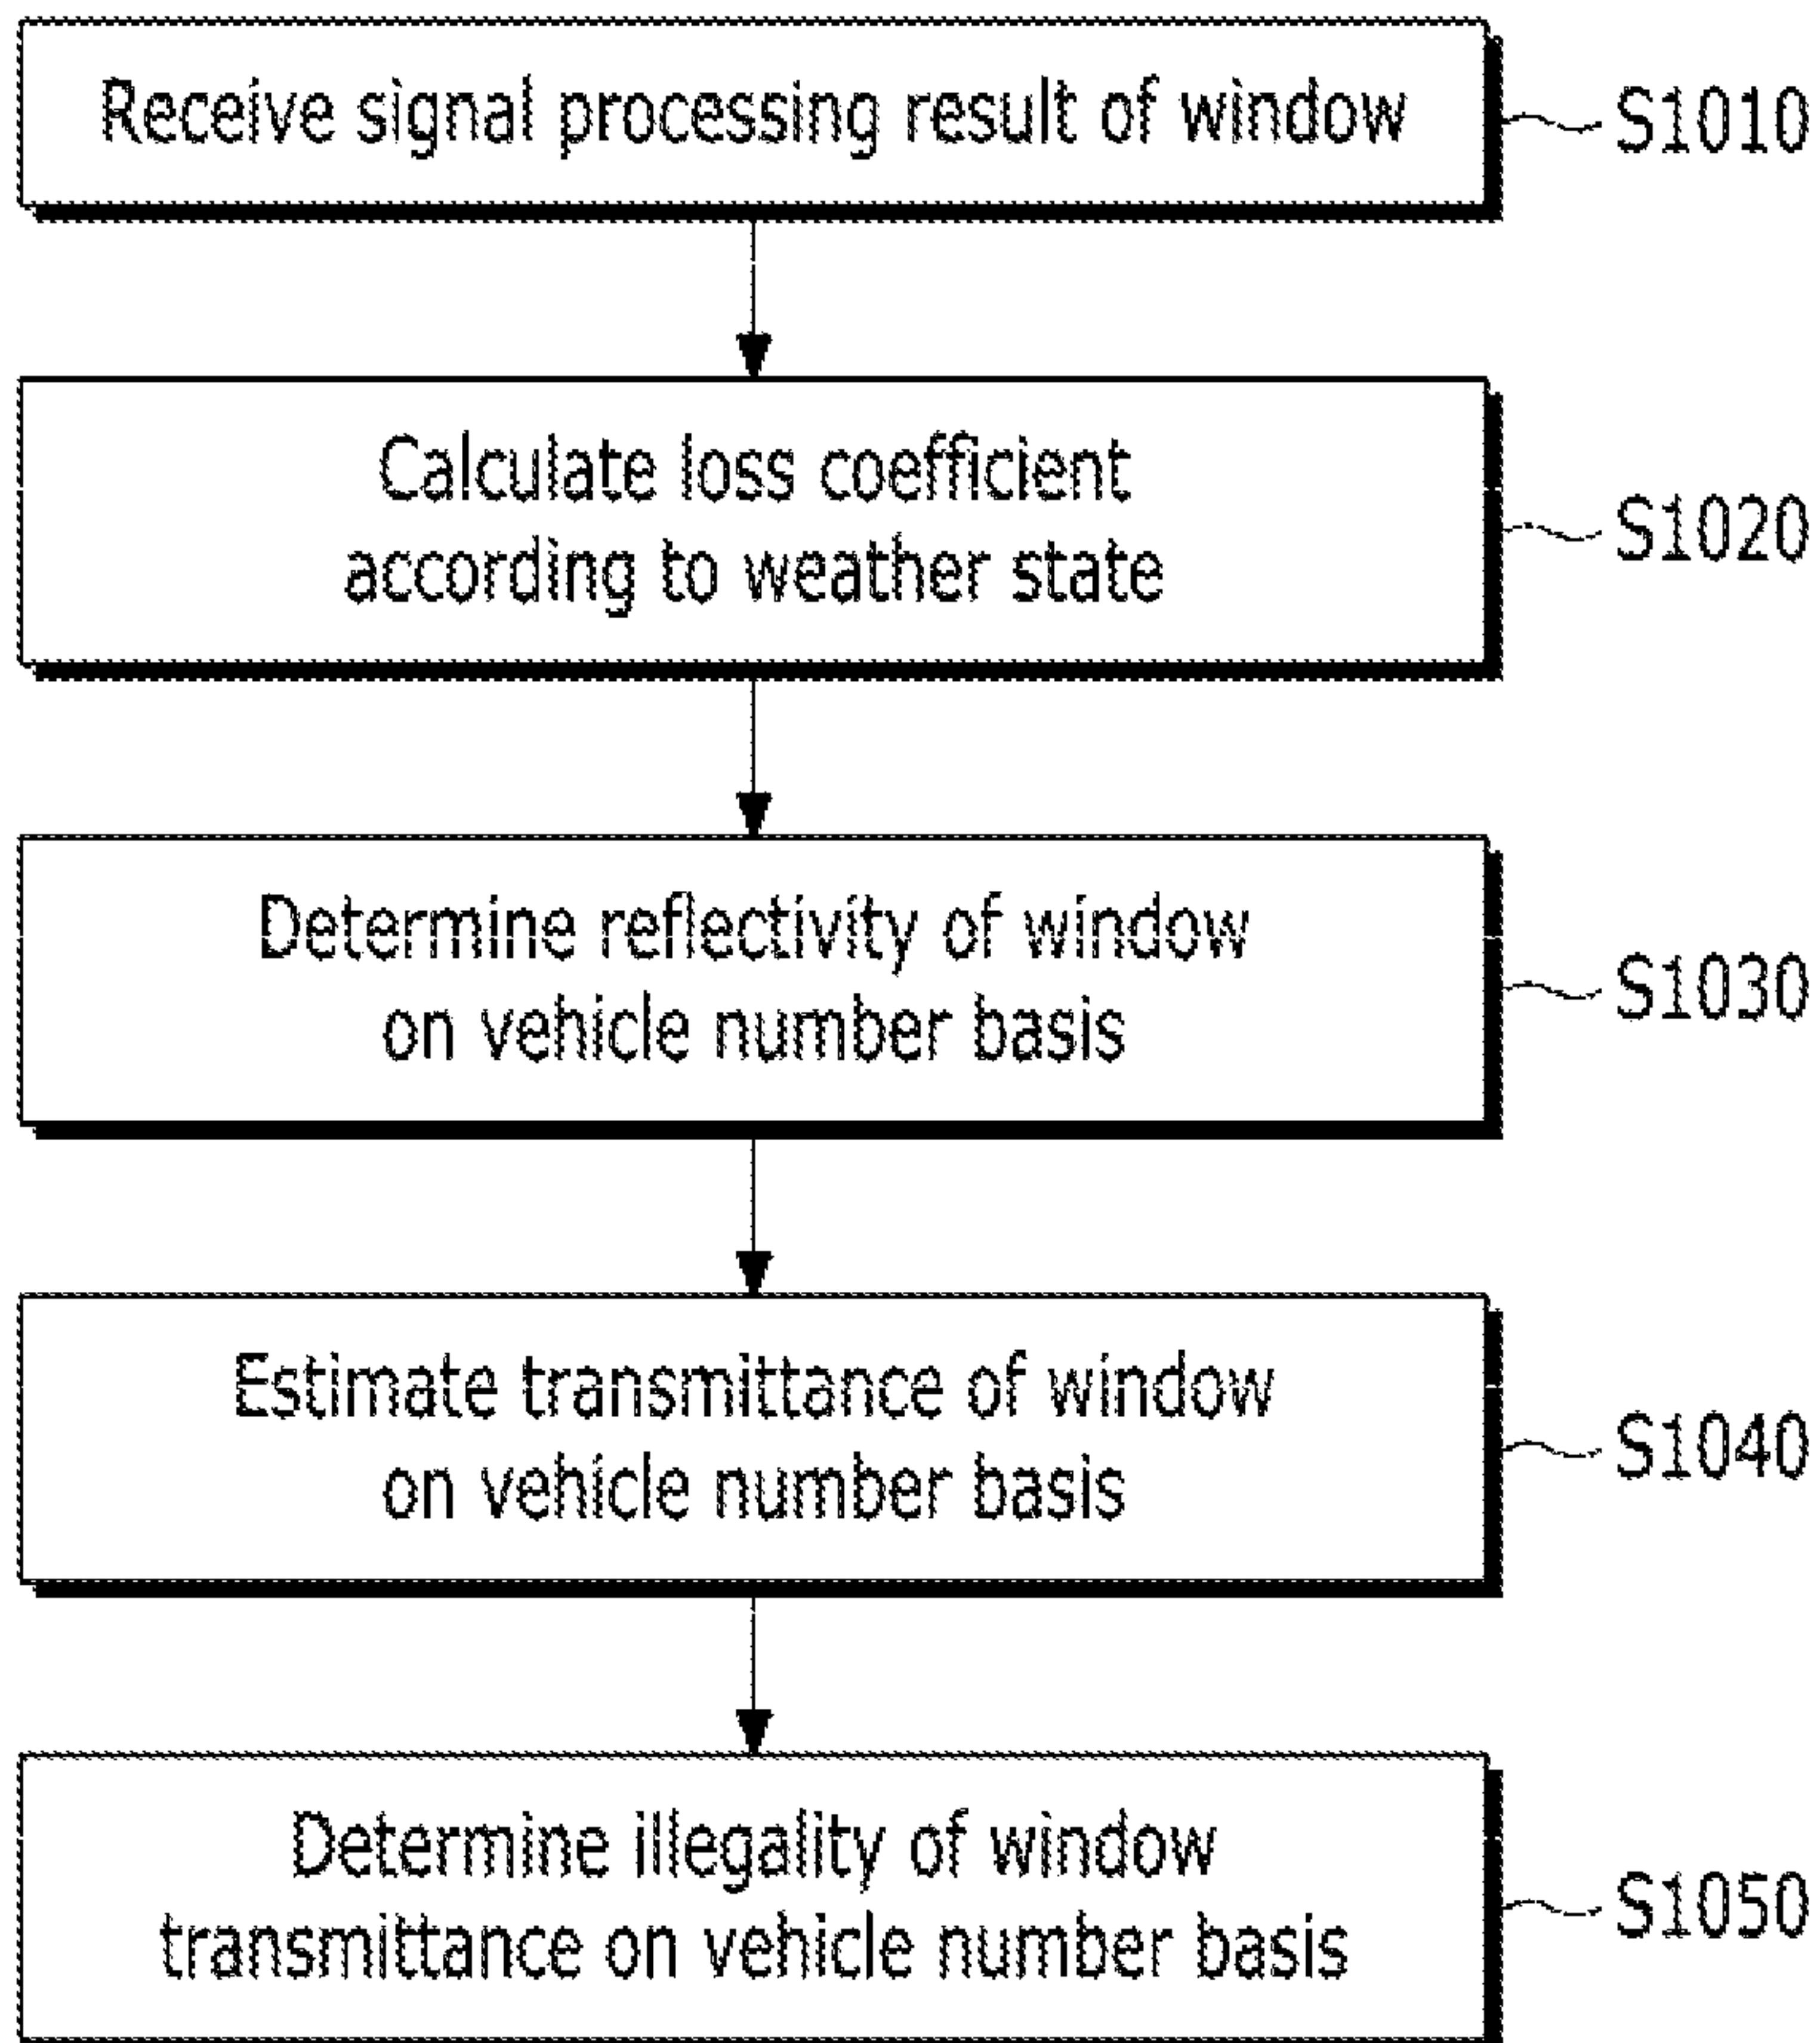 Receive signal processing result of window
S1010
Calculate loss coefficient
according to weather state
S1020
Determine reflectivity of window
on vehicle number basis
S1030
Estimate transmittance of window
on vehicle number basis
S1040
Determine illegality of window
transmittance on vehicle number basis
S1050